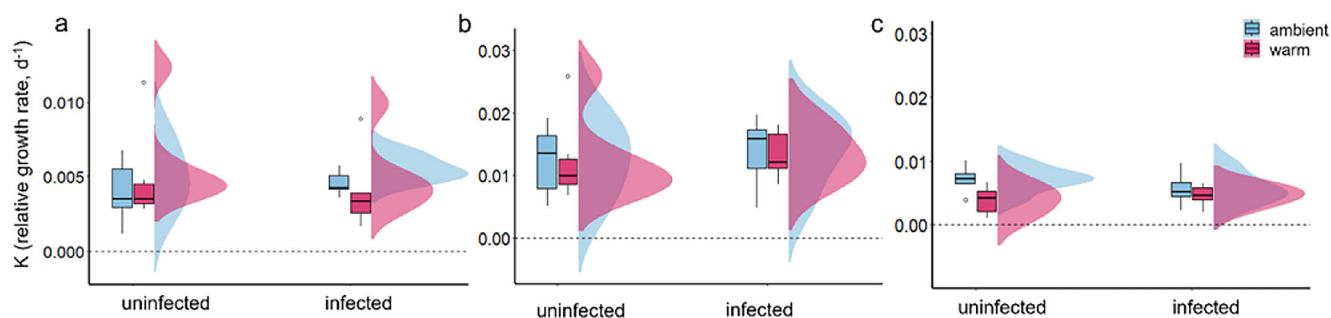 a
K (relative growth rate, d⁻¹)
0.010
0.005
0.000
uninfected
infected
b
0.03
0.02
0.01
0.00
uninfected
infected
c
0.03
0.02
0.01
0.00
uninfected
infected
ambient
warm